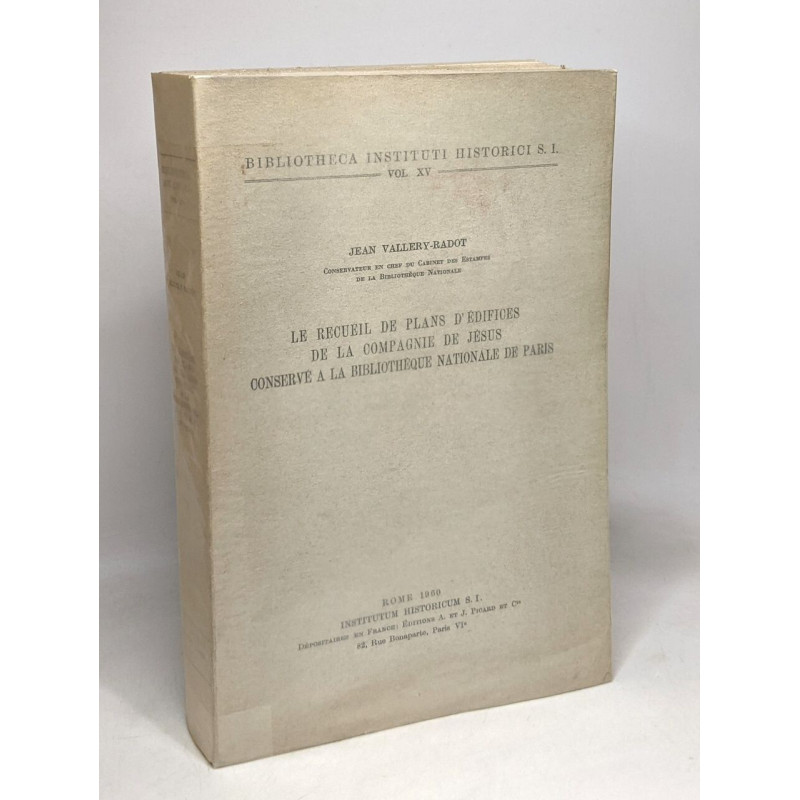 BIBLIOTHECA INSTITUTI HISTORICI S. I.
VOL. XV
JEAN VALLERY-RADOT
CONSERVATEUR EN CHEF DU CABINET DES ESTAMPES
DE LA BIBLIOTHÈQUE NATIONALE
LE RECUEIL DE PLANS D'ÉDIFICES
DE LA COMPAGNIE DE JÉSUS
CONSERVÉ A LA BIBLIOTHÈQUE NATIONALE DE PARIS
ROME 1960
INSTITUTUM HISTORICUM S. I.
DÉPOSITAIRES EN FRANCE: ÉDITIONS A. ET J. PICARD ET Cie
82, Rue Bonaparte, Paris VIe